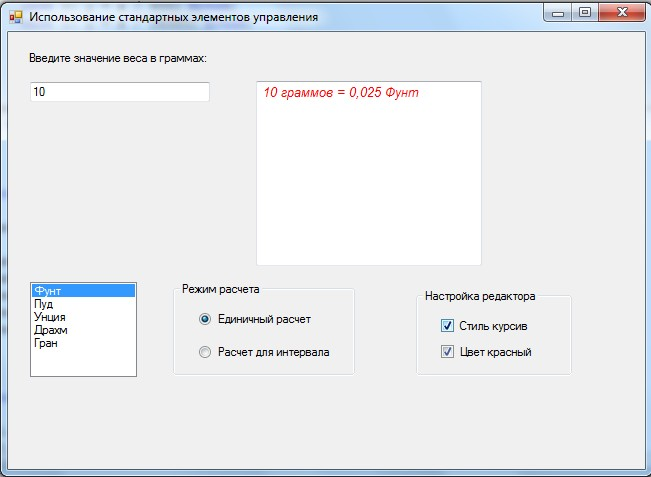 Использование стандартных элементов управления
Введите значение веса в граммах:
10
10 граммов = 0,025 Фунт
Фунт
Пуд
Унция
Драхм
Гран
Режим расчета
Единичный расчет
Расчет для интервала
Настройка редактора
Стиль курсив
Цвет красный